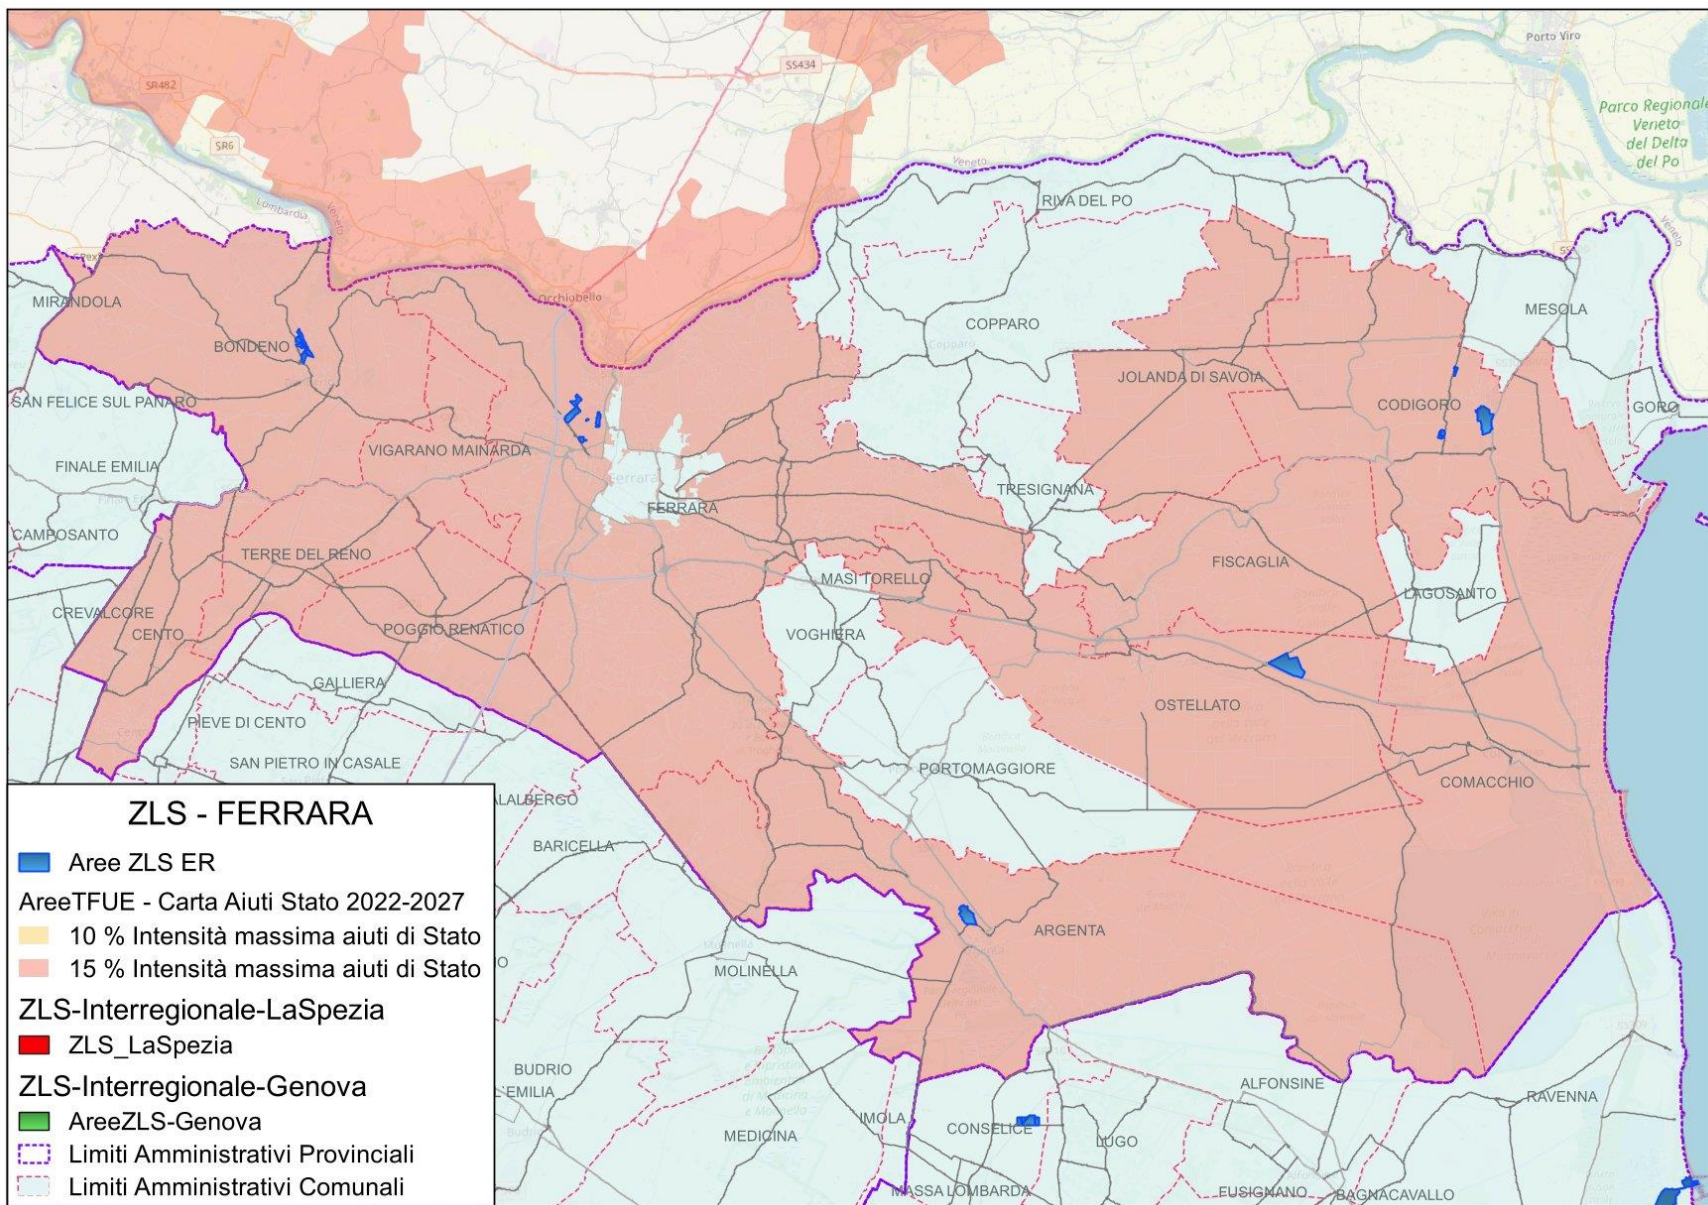 Porto Viro
SS434
SR482
Parco Regionale
Veneto
del Delta
del Po
SR6
Veneto
Lombardia
Veneto
RIVA DEL PO
Veneto
MIRANDOLA
Occhiobello
MESOLA
COPPARO
Copparo
BONDENO
JOLANDA DI SAVOIA
SAN FELICE SUL PANARO
CODIGORO
GORO
VIGARANO MAINARDA
FINALE EMILIA
Ferrara
TRESIGNANA
FERRARA
CAMPOSANTO
TERRE DEL RENO
FISCAGLIA
MASI TORELLO
LAGOSANTO
CREVALCORE
CENTO
POGGIO RENATICO
VOGHIERA
GALLIERA
OSTELLATO
PIEVE DI CENTO
SAN PIETRO IN CASALE
PORTOMAGGIORE
COMACCHIO
ALALBERGO
BARICELLA
ARGENTA
MOLINELLA
BUDRIO
L'EMILIA
ALFONSINE
RAVENNA
IMOLA
CONSELICE
MEDICINA
LUGO
MASSA LOMBARDA
FUSIGNANO
BAGNACAVALLO
ZLS - FERRARA
Aree ZLS ER
AreeTFUE - Carta Aiuti Stato 2022-2027
10 % Intensità massima aiuti di Stato
15 % Intensità massima aiuti di Stato
ZLS-Interregionale-LaSpezia
ZLS_LaSpezia
ZLS-Interregionale-Genova
AreeZLS-Genova
Limiti Amministrativi Provinciali
Limiti Amministrativi Comunali